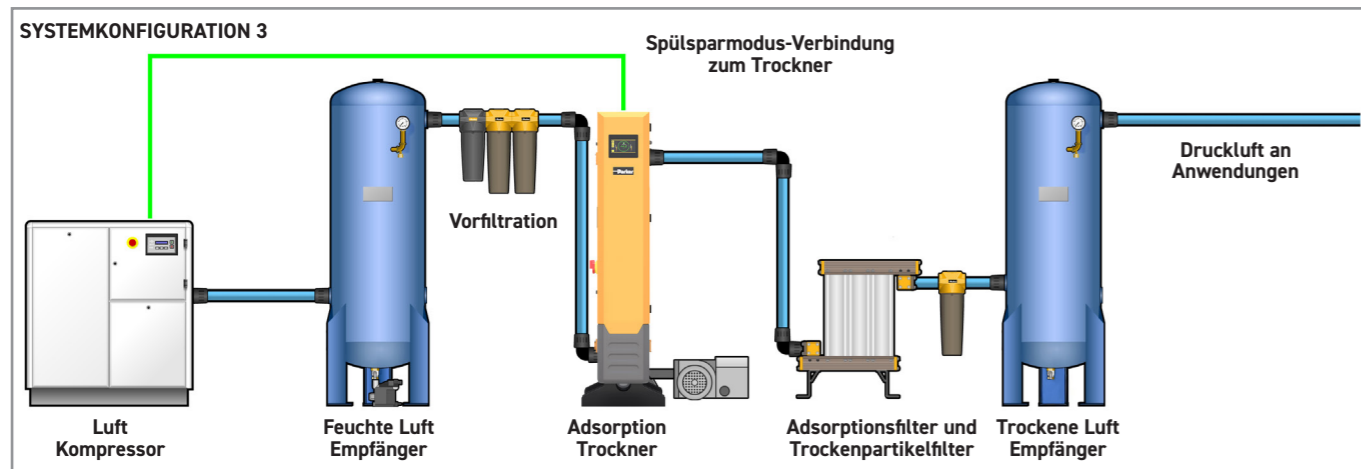 SYSTEMKONFIGURATION 3
Spülsparmodus-Verbindung
zum Trockner
Druckluft an
Anwendungen
Vorfiltration
Parker
Luft
Kompressor
Feuchte Luft
Empfänger
Adsorption
Trockner
Adsorptionsfilter und
Trockenpartikelfilter
Trockene Luft
Empfänger